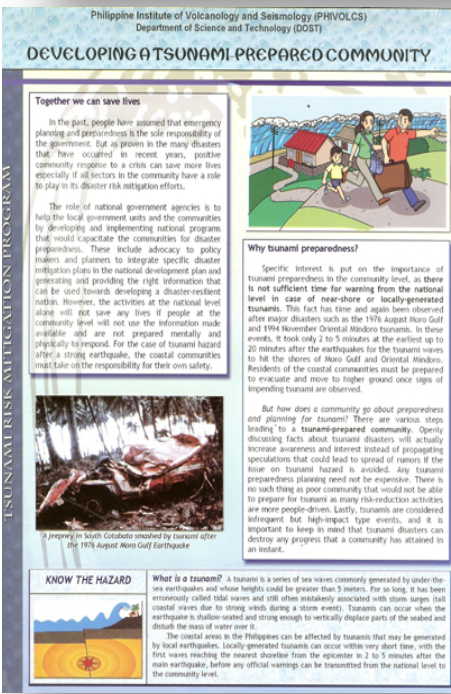 Philippine Institute of Volcanology and Seismology (PHIVOLCS)
Department of Science and Technology (DOST)
DEVELOPING A TSUNAMI-PREPARED COMMUNITY
TSUNAMI RISK MITIGATION PROGRAM
Together we can save lives
In the past, people have assumed that emergency
planning and preparedness is the sole responsibility of
the government. But as proven in the many disasters
that have occurred in recent years, positive
community response to a crisis can save more lives
especially if all sectors in the community have a role
to play in its disaster risk mitigation efforts.
The role of national government agencies is to
help the local government units and the communities
by developing and implementing national programs
that would capacitate the communities for disaster
preparedness. These include advocacy to policy
makers and planners to integrate specific disaster
mitigation plans in the national development plan and
generating and providing the right information that
can be used towards developing a disaster-resilient
nation. However, the activities at the national level
alone will not save any lives if people at the
community level will not use the information made
available and are not prepared mentally and
physically to respond. For the case of tsunami hazard
after a strong earthquake, the coastal communities
must take on the responsibility for their own safety.
A jeepney in South Cotabato smashed by tsunami after
the 1976 August Moro Gulf Earthquake
Why tsunami preparedness?
Specific interest is put on the importance of
tsunami preparedness in the community level, as there
is not sufficient time for warning from the national
level in case of near-shore or locally-generated
tsunamis. This fact has time and again been observed
after major disasters such as the 1976 August Moro Gulf
and 1994 November Oriental Mindoro tsunamis. In these
events, it took only 2 to 5 minutes at the earliest up to
20 minutes after the earthquakes for the tsunami waves
to hit the shores of Moro Gulf and Oriental Mindoro.
Residents of the coastal communities must be prepared
to evacuate and move to higher ground once signs of
impending tsunami are observed.
But how does a community go about preparedness
and planning for tsunami? There are various steps
leading to a tsunami-prepared community. Openly
discussing facts about tsunami disasters will actually
increase awareness and interest instead of propagating
speculations that could lead to spread of rumors if the
issue on tsunami hazard is avoided. Any tsunami
preparedness planning need not be expensive. There is
no such thing as poor community that would not be able
to prepare for tsunami as many risk-reduction activities
are more people-driven. Lastly, tsunamis are considered
infrequent but high-impact type events, and it is
important to keep in mind that tsunami disasters can
destroy any progress that a community has attained in
an instant.
KNOW THE HAZARD
What is a tsunami? A tsunami is a series of sea waves commonly generated by under-the-
sea earthquakes and whose heights could be greater than 5 meters. For so long, it has been
erroneously called tidal waves and still often mistakenly associated with storm surges (tall
coastal waves due to strong winds during a storm event). Tsunamis can occur when the
earthquake is shallow-seated and strong enough to vertically displace parts of the seabed and
disturb the mass of water over it.
The coastal areas in the Philippines can be affected by tsunamis that may be generated
by local earthquakes. Locally-generated tsunamis can occur within very short time, with the
first waves reaching the nearest shoreline from the epicenter in 2 to 5 minutes after the
main earthquake, before any official warnings can be transmitted from the national level to
the community level.